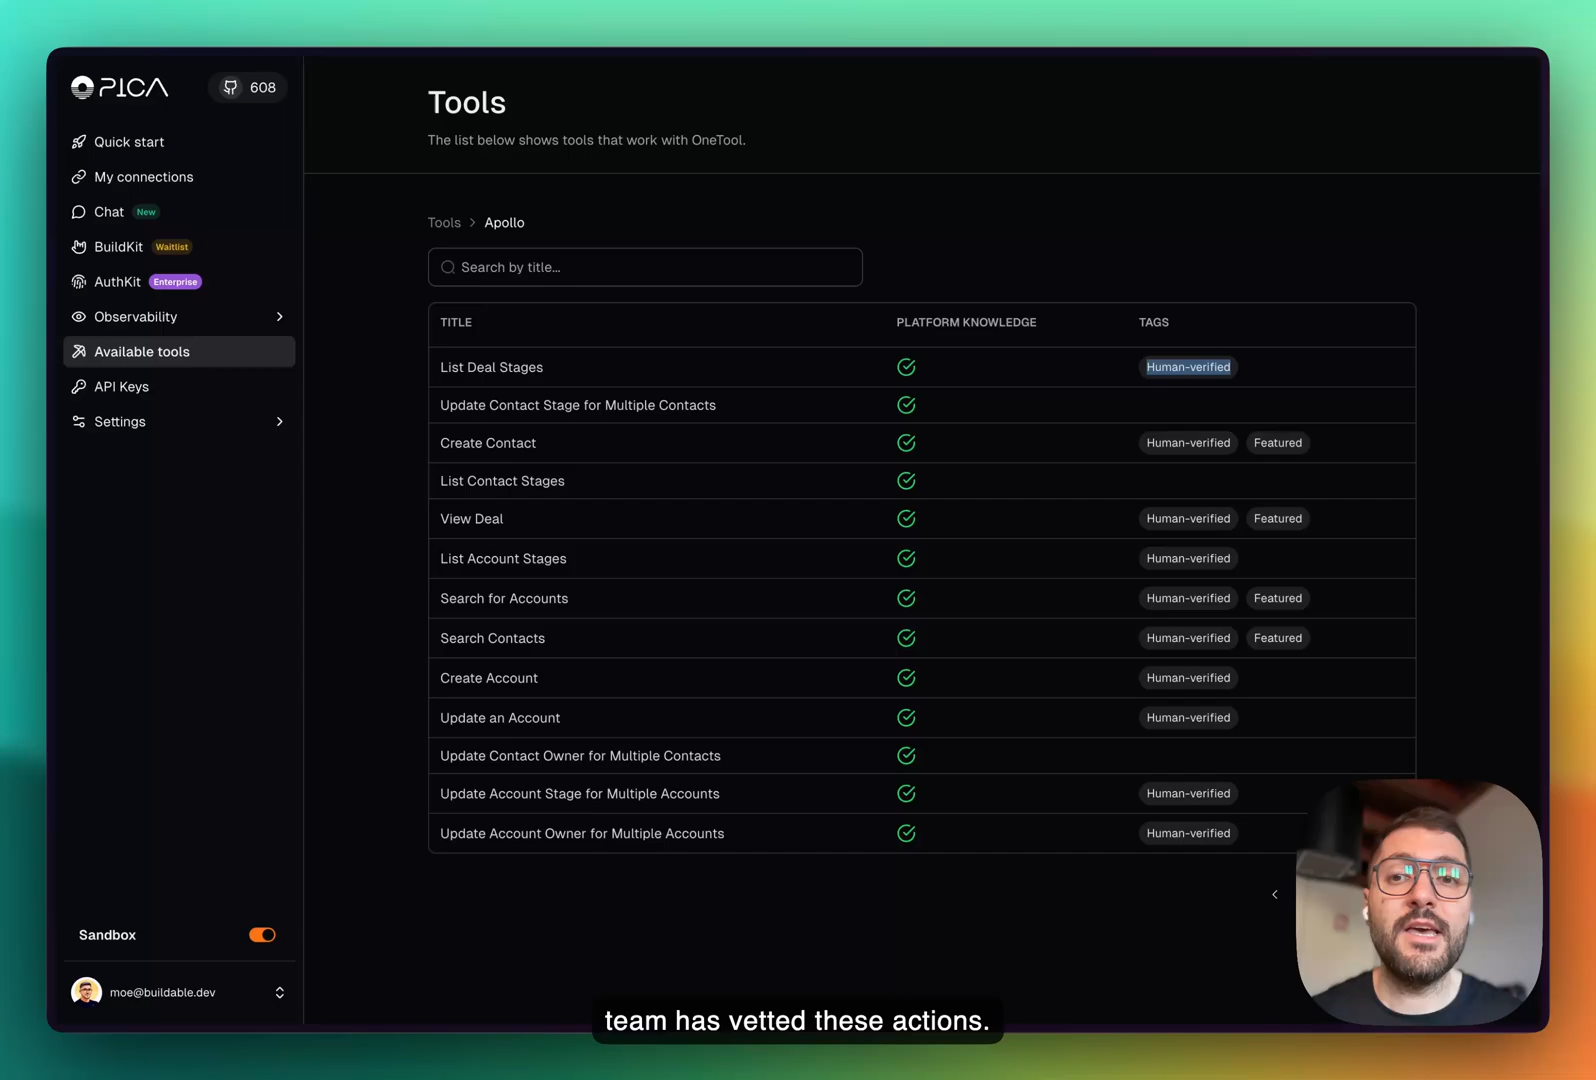 PICA
608
Quick start
My connections
Chat New
BuildKit Waitlist
AuthKit Enterprise
Observability
Available tools
API Keys
Settings
Sandbox
moe@buildable.dev
Tools
The list below shows tools that work with OneTool.
Tools > Apollo
Search by title...
TITLE PLATFORM KNOWLEDGE TAGS
List Deal Stages Human-verified
Update Contact Stage for Multiple Contacts
Create Contact Human-verified Featured
List Contact Stages
View Deal Human-verified Featured
List Account Stages Human-verified
Search for Accounts Human-verified Featured
Search Contacts Human-verified Featured
Create Account Human-verified
Update an Account Human-verified
Update Contact Owner for Multiple Contacts
Update Account Stage for Multiple Accounts Human-verified
Update Account Owner for Multiple Accounts Human-verified
team has vetted these actions.